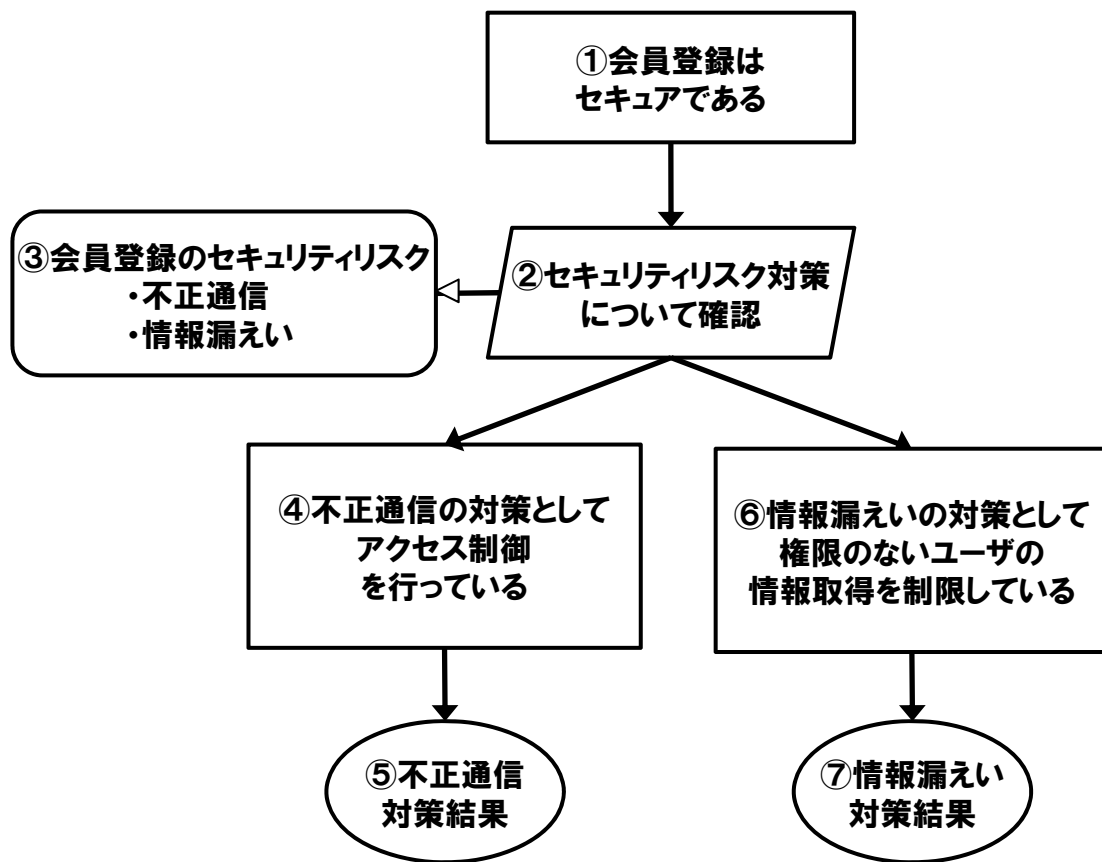 ①会員登録は
セキュアである
②セキュリティリスク対策
について確認
③会員登録のセキュリティリスク
・不正通信
・情報漏えい
④不正通信の対策として
アクセス制御
を行っている
⑤不正通信
対策結果
⑥情報漏えいの対策として
権限のないユーザの
情報取得を制限している
⑦情報漏えい
対策結果